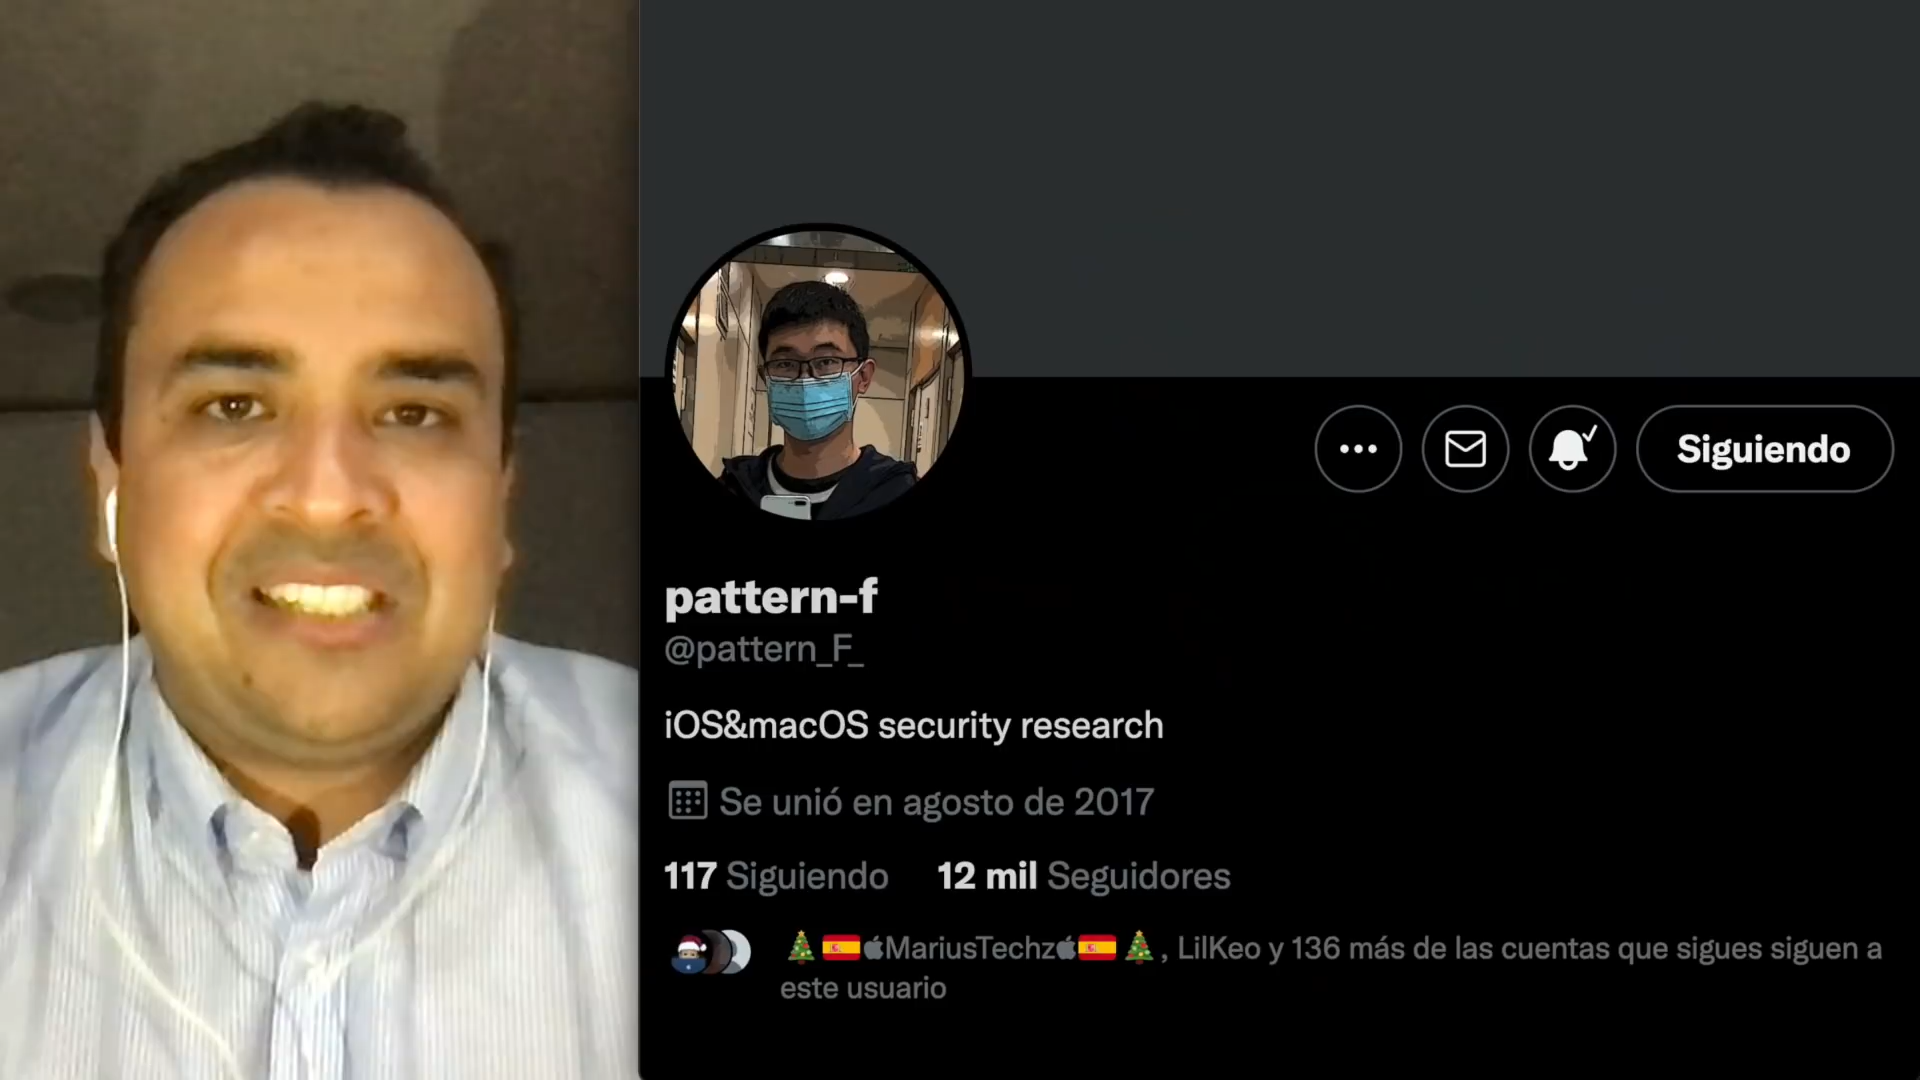 Siguiendo
pattern-f
@pattern_F_
iOS&macOS security research
Se unió en agosto de 2017
117 Siguiendo 12 mil Seguidores
🎄🇪🇸MariusTechz🇪🇸🎄, LilKeo y 136 más de las cuentas que sigues siguen a
este usuario